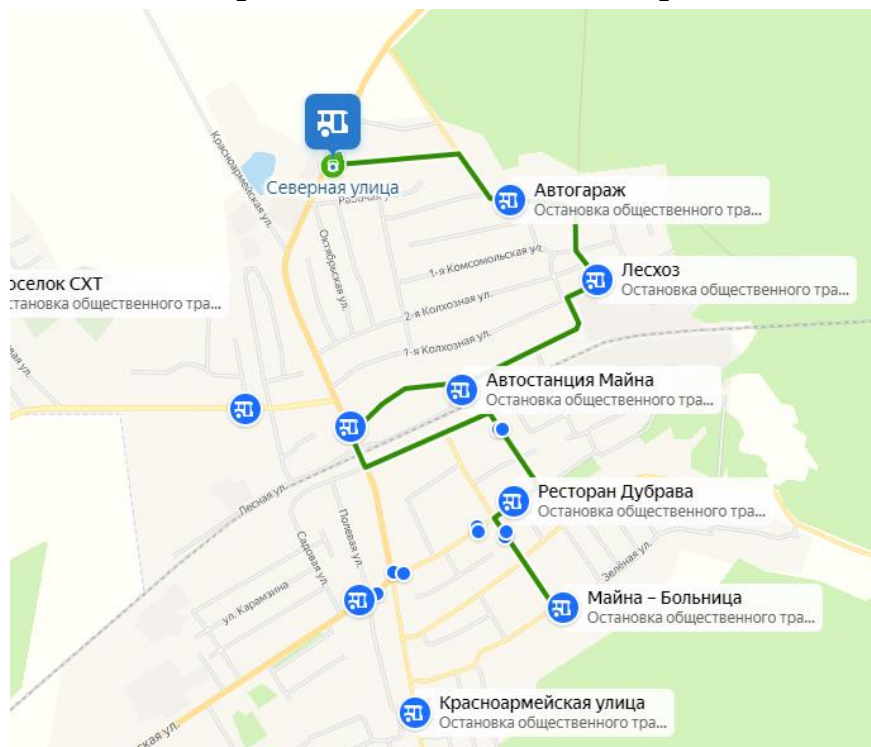 Красноармейская ул.
Северная улица
Рабочая у
Автогараж
Остановка общественного тра...
Октябрьская ул.
1-я Комсомольская ул.
Лесхоз
Остановка общественного тра...
оселок СХТ
становка общественного тра...
2-я Колхозная ул.
1-я Колхозная ул.
овая ул.
Автостанция Майна
Остановка общественного тра...
Лесная ул.
Полевая ул.
Ресторан Дубрава
Остановка общественного тра...
Садовая ул.
Зелёная ул.
ул. Карамзина
Майна – Больница
Остановка общественного тра...
Красноармейская улица
Остановка общественного тра...
ская ул.